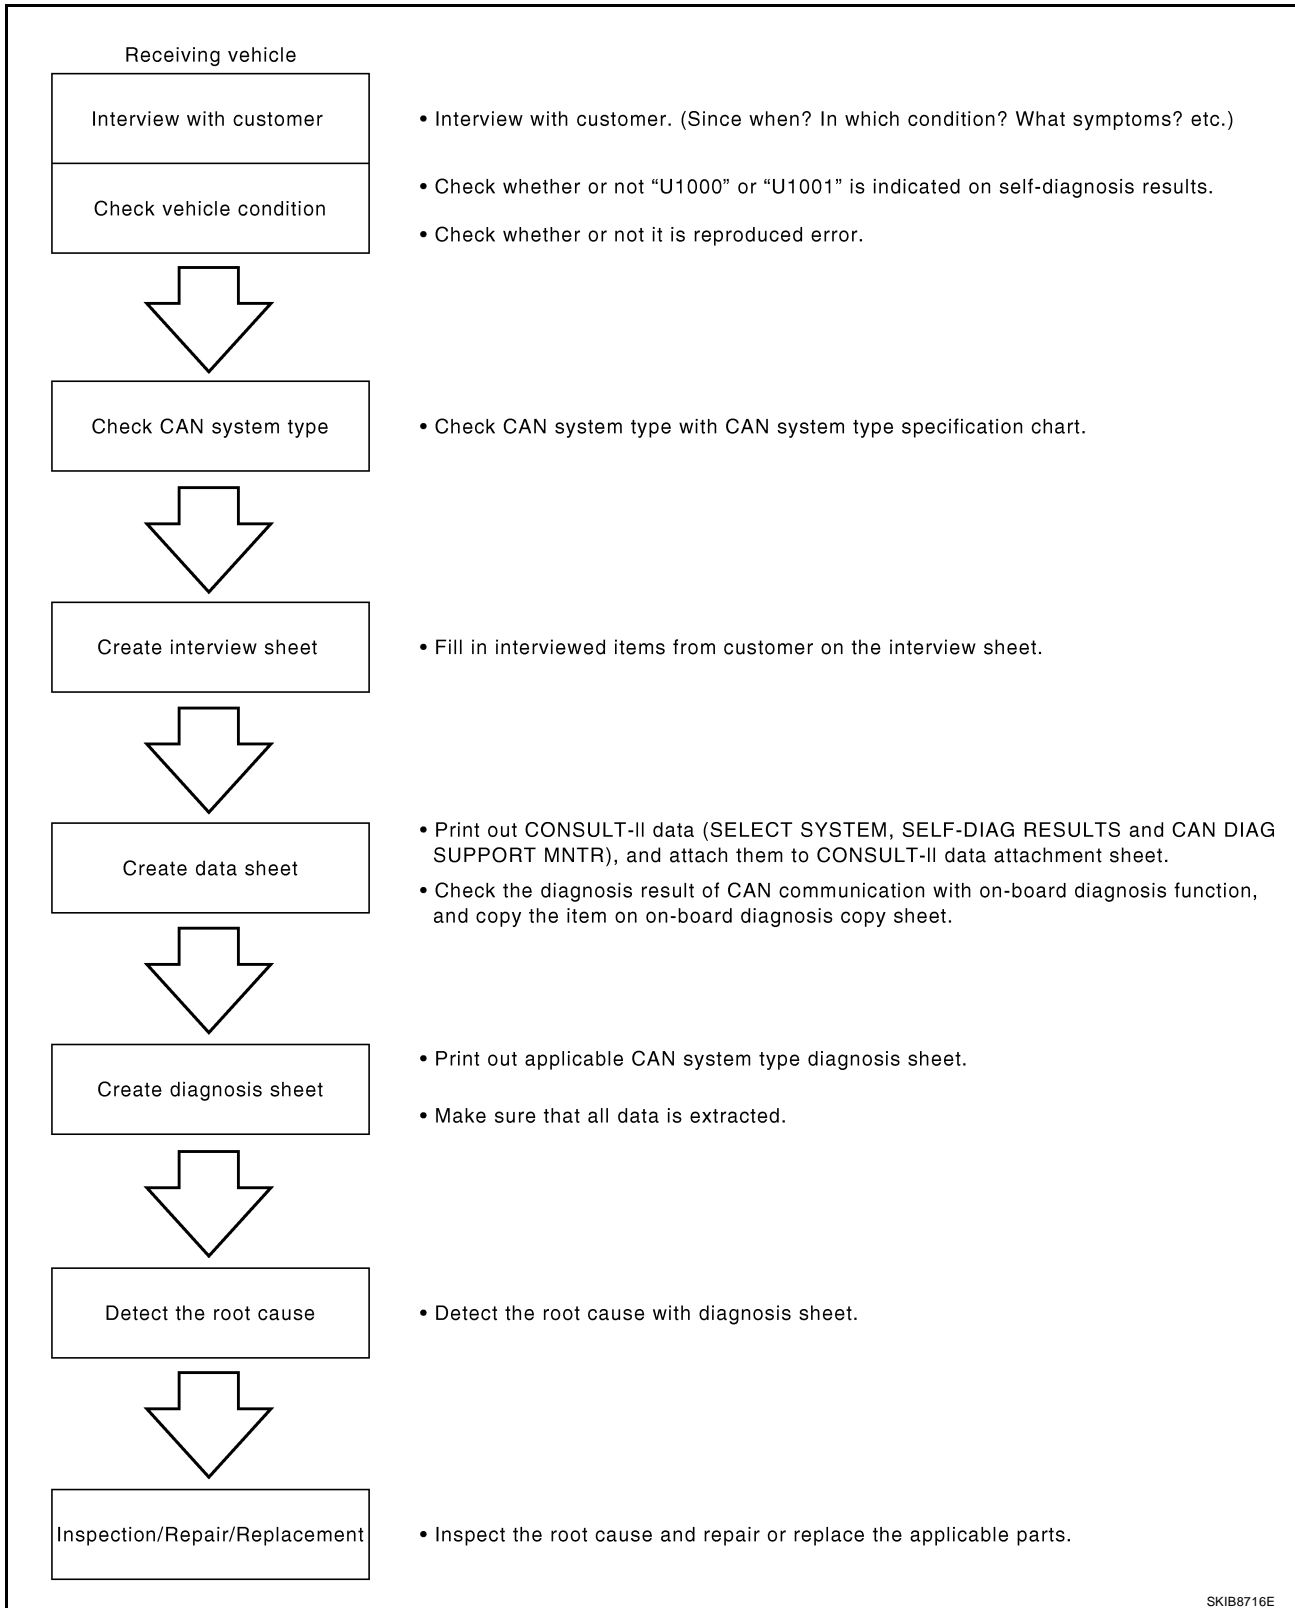 Receiving vehicle
Interview with customer
• Interview with customer. (Since when? In which condition? What symptoms? etc.)
Check vehicle condition
• Check whether or not “U1000” or “U1001” is indicated on self-diagnosis results.
• Check whether or not it is reproduced error.
Check CAN system type
• Check CAN system type with CAN system type specification chart.
Create interview sheet
• Fill in interviewed items from customer on the interview sheet.
Create data sheet
• Print out CONSULT-II data (SELECT SYSTEM, SELF-DIAG RESULTS and CAN DIAG
SUPPORT MNTR), and attach them to CONSULT-II data attachment sheet.
• Check the diagnosis result of CAN communication with on-board diagnosis function,
and copy the item on on-board diagnosis copy sheet.
Create diagnosis sheet
• Print out applicable CAN system type diagnosis sheet.
• Make sure that all data is extracted.
Detect the root cause
• Detect the root cause with diagnosis sheet.
Inspection/Repair/Replacement
• Inspect the root cause and repair or replace the applicable parts.
SKIB8716E